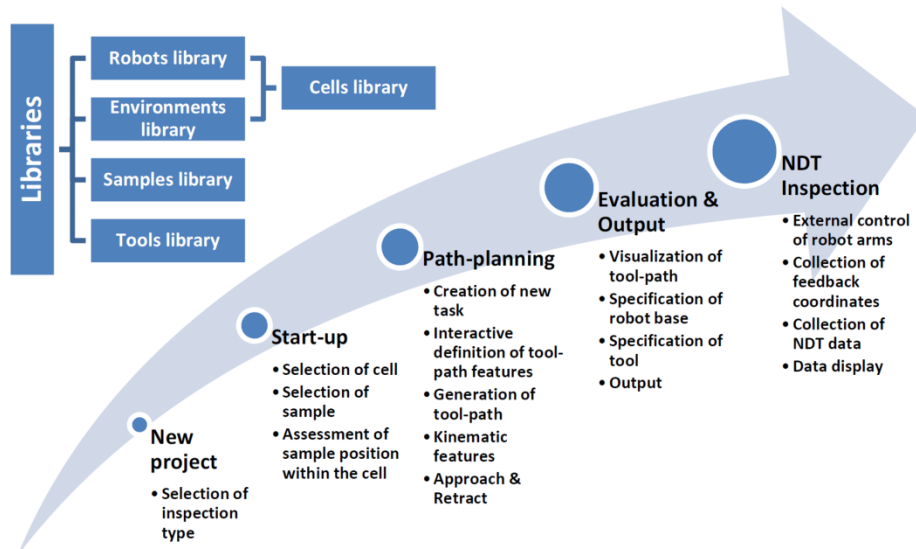 Libraries
Robots library
Environments
library
Samples library
Tools library
Cells library
New
project
• Selection of
inspection
type
Start-up
• Selection of cell
• Selection of
sample
• Assessment of
sample position
within the cell
Path-planning
• Creation of new
task
• Interactive
definition of tool-
path features
• Generation of
tool-path
• Kinematic
features
• Approach &
Retract
Evaluation &
Output
• Visualization of
tool-path
• Specification of
robot base
• Specification of
tool
• Output
NDT
Inspection
• External control
of robot arms
• Collection of
feedback
coordinates
• Collection of
NDT data
• Data display